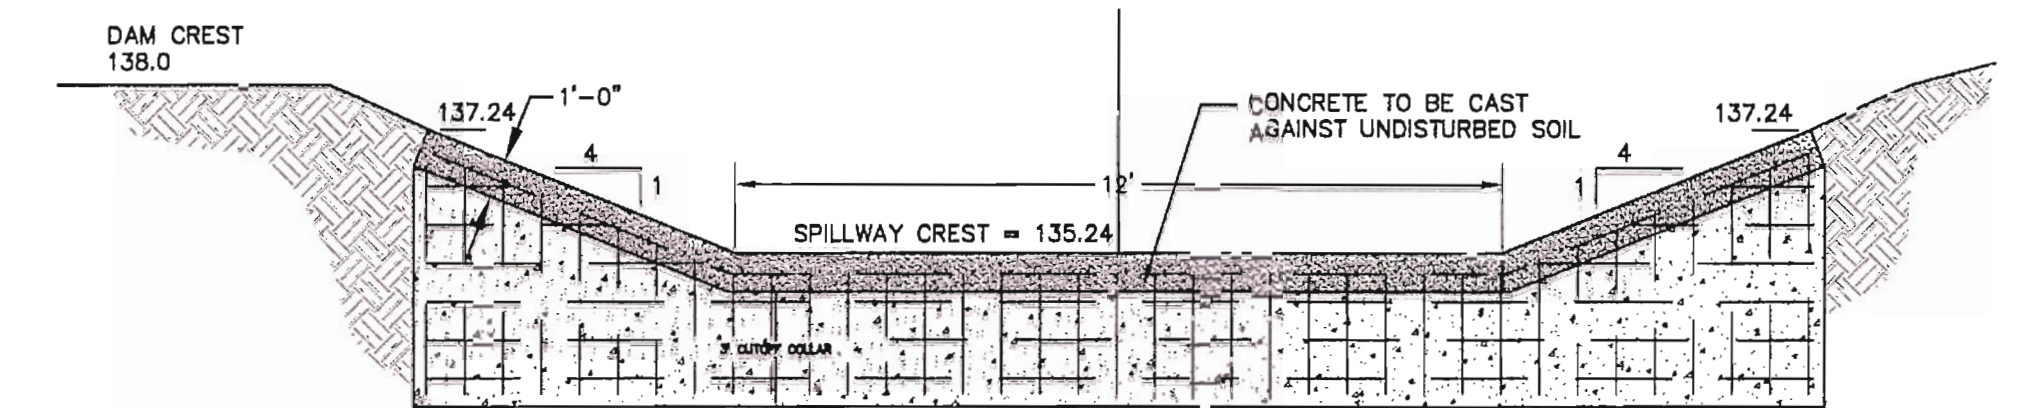 DAM CREST
138.0
137.24
1'-0"
4
1
12'
SPILLWAY CREST = 135.24
CONCRETE TO BE CAST
AGAINST UNDISTURBED SOIL
137.24
4
1
3' CUTOFF COLLAR